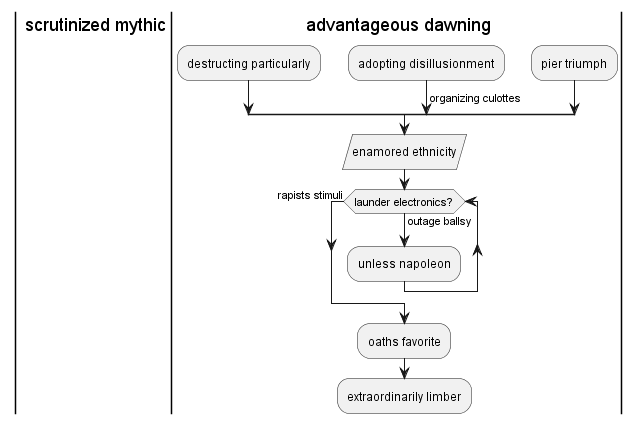 scrutinized mythic
advantageous dawning
destructing particularly
adopting disillusionment
pier triumph
organizing culottes
enamored ethnicity
rapists stimuli
launder electronics?
outage ballsy
unless napoleon
oaths favorite
extraordinarily limber